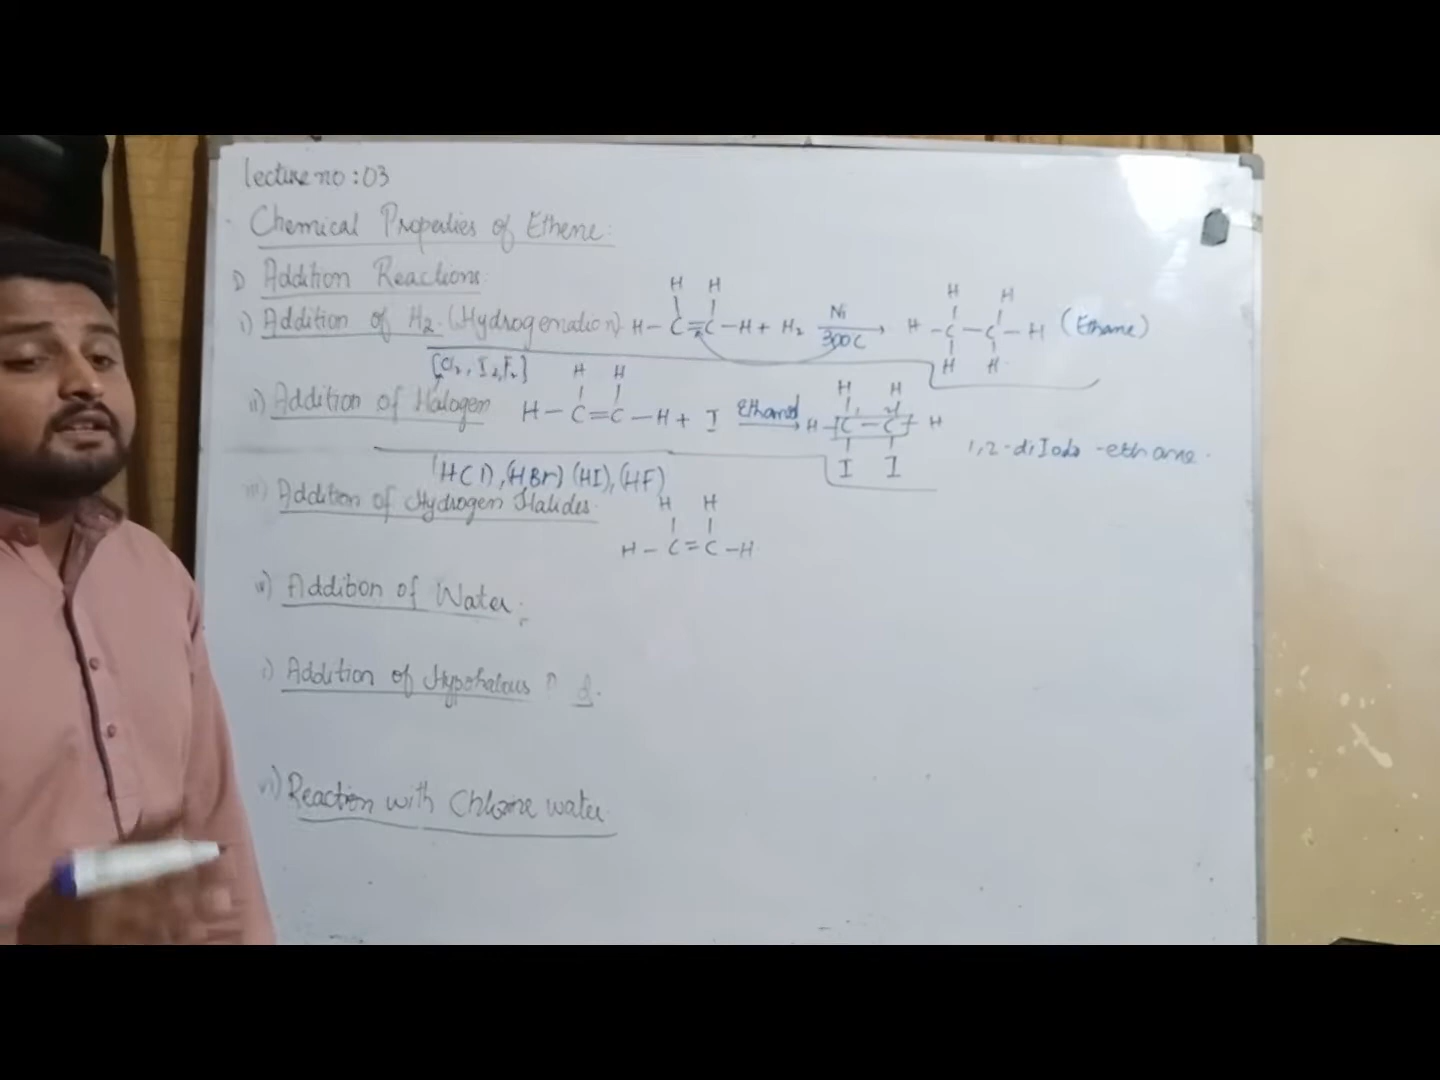 Lecture no : 03
Chemical Properties of Ethene:
1) Addition Reactions:
i) Addition of H2. (Hydrogenation) H – C = C – H + H2 Ni 300C H – C – C – H (Ethane)
H H
H H
H H
[Cl2, I2, F2]
ii) Addition of Halogen H – C = C – H + I Ethanol H – C – C – H 1,2-diIodo-ethane.
H H
H H
I I
(HCl), (HBr) (HI), (HF)
iii) Addition of Hydrogen Halides.
H H
H – C = C – H
Addition of Water.
Addition of Hypohalous
vi) Reaction with Chlorine water.